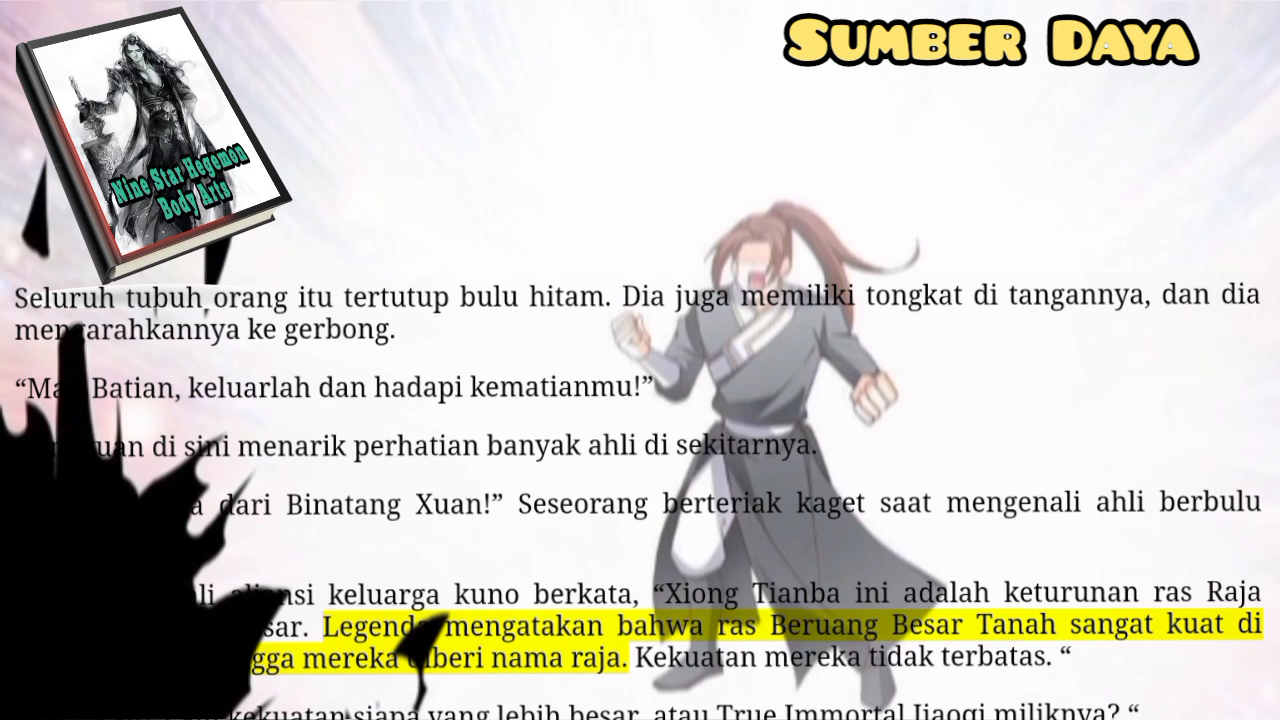 SUMBER DAYA
Nine Star Hegemon
Body Arts
Seluruh tubuh orang itu tertutup bulu hitam. Dia juga memiliki tongkat di tangannya, dan dia
mengarahkannya ke gerbong.
Batian, keluarlah dan hadapi kematianmu!”
di sini menarik perhatian banyak ahli di sekitarnya.
dari Binatang Xuan!” Seseorang berteriak kaget saat mengenali ahli berbulu
aliansi keluarga kuno berkata, “Xiong Tianba ini adalah keturunan ras Raja
Legenda mengatakan bahwa ras Beruang Besar Tanah sangat kuat di
mereka diberi nama raja. Kekuatan mereka tidak terbatas. “
kekuatan siapa yang lebih besar, atau True Immortal Jiaoqi miliknya? “